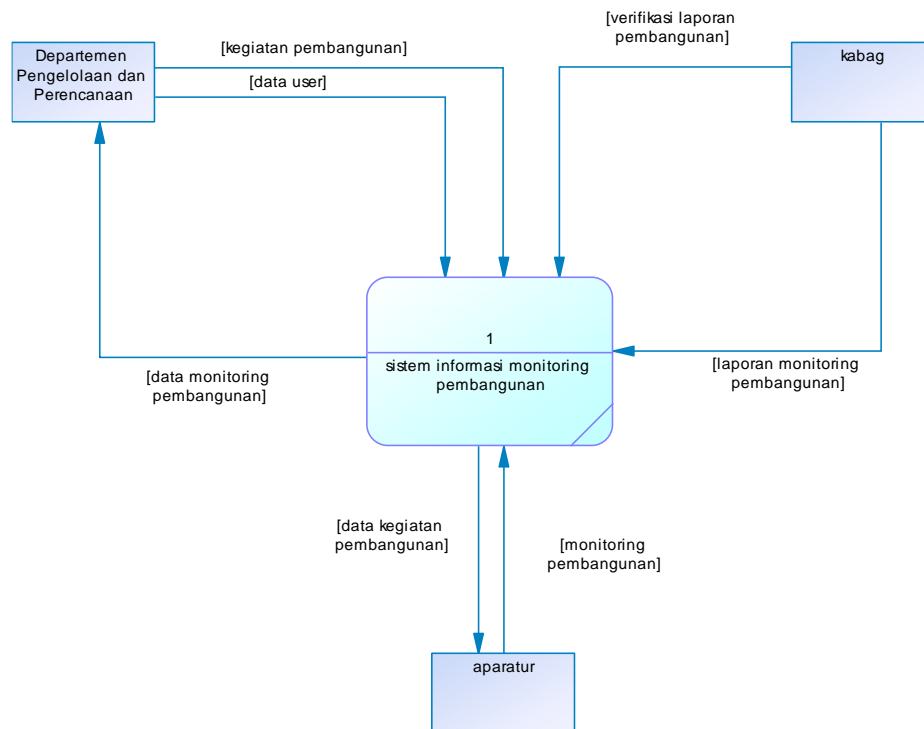 [verifikasi laporan
pembangunan]
Departemen
Pengelolaan dan
Perencanaan
[kegiatan pembangunan]
[data user]
kabag
1
sistem informasi monitoring
pembangunan
[data monitoring
pembangunan]
[laporan monitoring
pembangunan]
[data kegiatan
pembangunan]
[monitoring
pembangunan]
aparatur